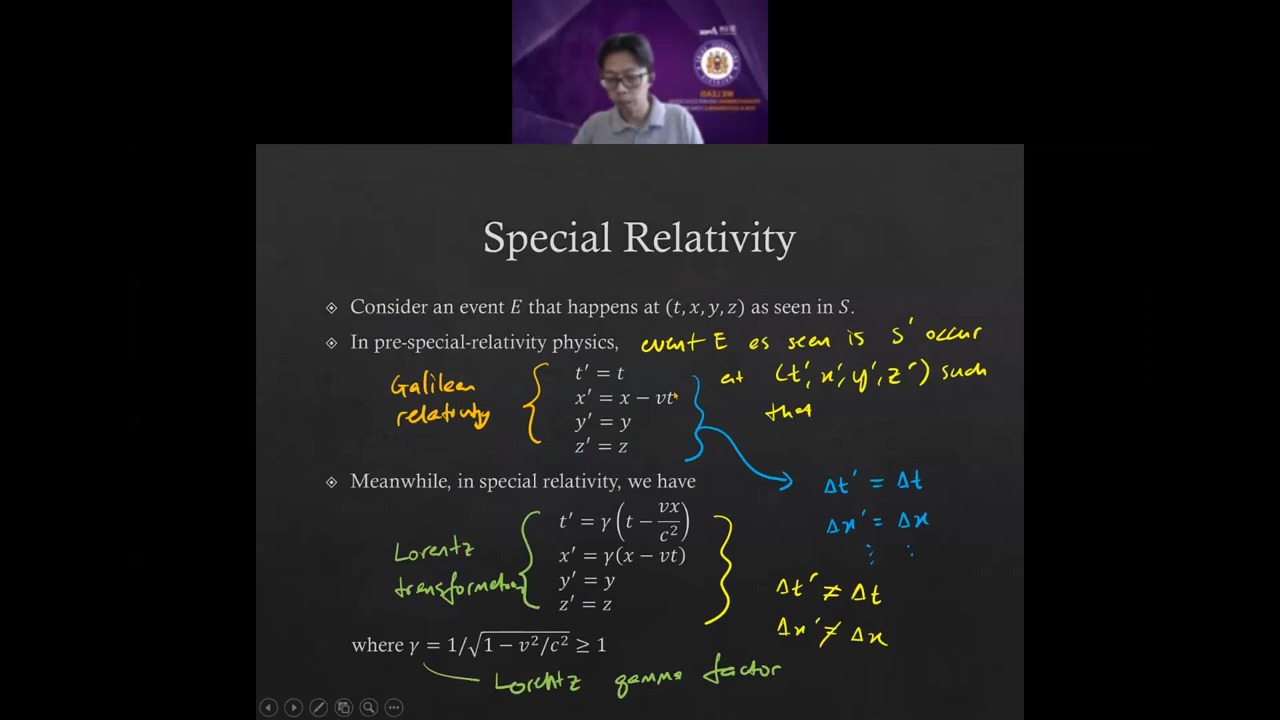 Special Relativity
Consider an event E that happens at (t, x, y, z) as seen in S.
In pre-special-relativity physics, event E as seen is S' occur
at (t', x', y', z') such
that
Galilean
relativity
t' = t
x' = x − vt
y' = y
z' = z
Δt' = Δt
Δx' = Δx
⋮ ⋮
Meanwhile, in special relativity, we have
Lorentz
transformation
t' = γ(t − vx/c²)
x' = γ(x − vt)
y' = y
z' = z
Δt' ≠ Δt
Δx' ≠ Δx
where γ = 1/√(1 − v²/c²) ≥ 1
Lorentz gamma factor